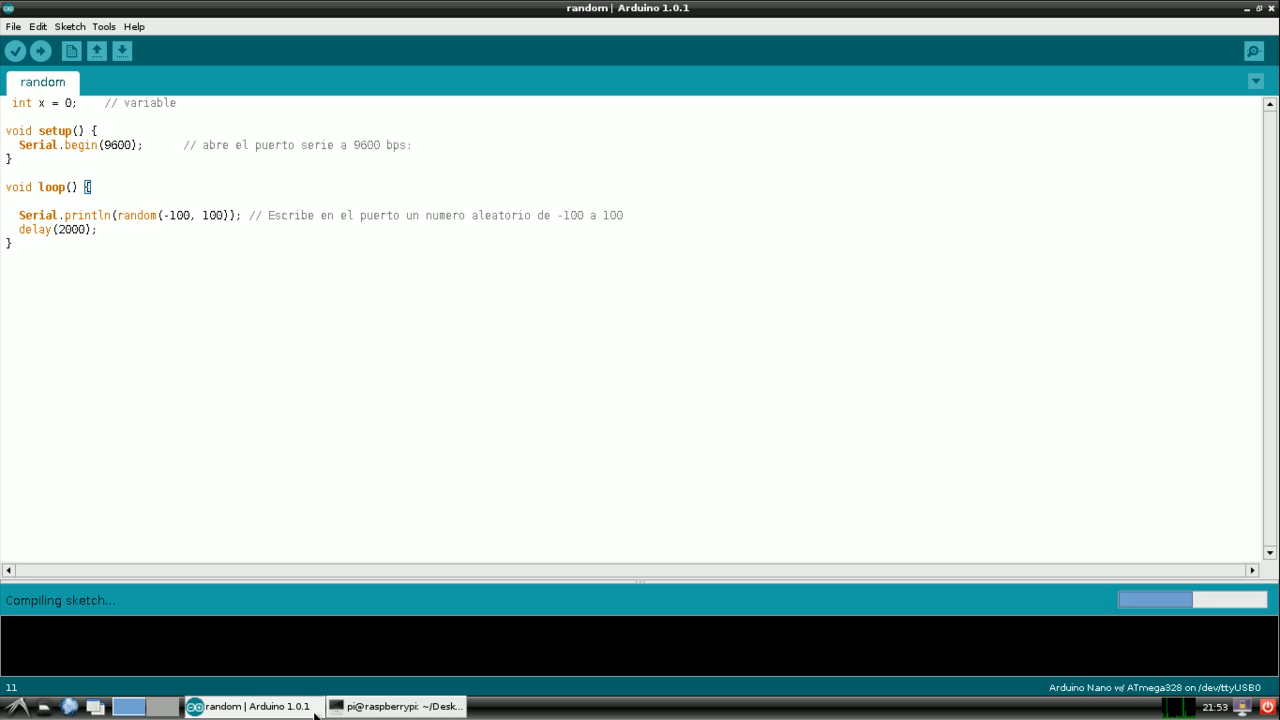 random | Arduino 1.0.1
File Edit Sketch Tools Help
random
int x = 0;    // variable
void setup() {
  Serial.begin(9600);      // abre el puerto serie a 9600 bps:
}
void loop() {
  Serial.println(random(-100, 100)); // Escribe en el puerto un numero aleatorio de -100 a 100
  delay(2000);
}
Compiling sketch...
11
Arduino Nano w/ ATmega328 on /dev/ttyUSB0
random | Arduino 1.0.1
pi@raspberrypi: ~/Desk...
21:53